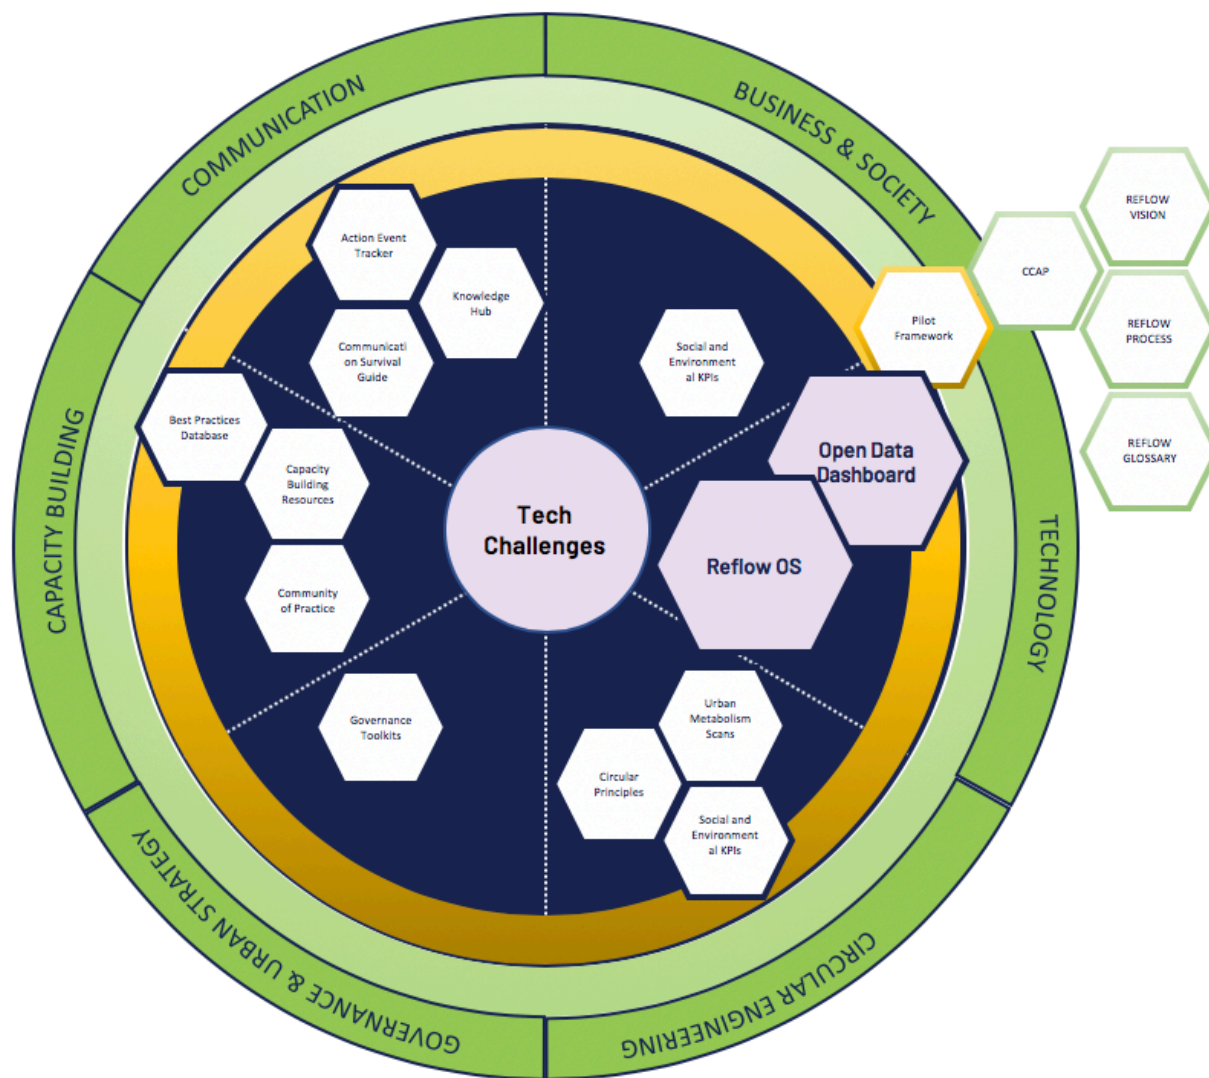 COMMUNICATION
BUSINESS & SOCIETY
TECHNOLOGY
CIRCULAR ENGINEERING
GOVERNANCE & URBAN STRATEGY
CAPACITY BUILDING
Action Event
Tracker
Knowledge
Hub
Communicati
on Survival
Guide
Social and
Environment
al KPIs
Pilot
Framework
CCAP
REFLOW
VISION
REFLOW
PROCESS
REFLOW
GLOSSARY
Best Practices
Database
Capacity
Building
Resources
Community
of Practice
Tech
Challenges
Open Data
Dashboard
Reflow OS
Governance
Toolkits
Urban
Metabolism
Scans
Circular
Principles
Social and
Environment
al KPIs